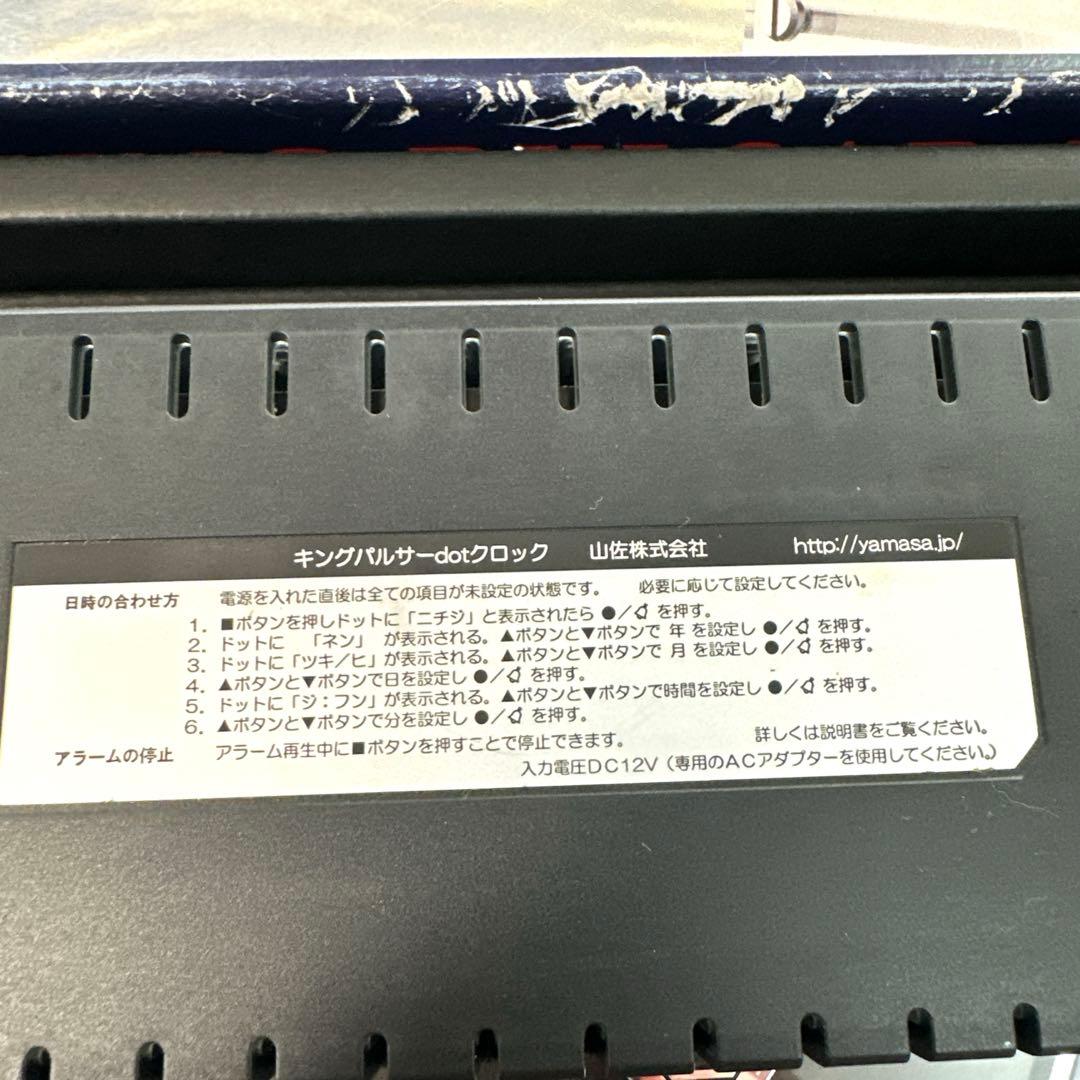 キングパルサーdotクロック 山佐株式会社 http://yamasa.jp/
日時の合わせ方 電源を入れた直後は全ての項目が未設定の状態です。 必要に応じて設定してください。
1. ■ボタンを押しドットに「ニチジ」と表示されたら ●／🔔 を押す。
2. ドットに 「ネン」 が表示される。▲ボタンと▼ボタンで 年 を設定し ●／🔔 を押す。
3. ドットに「ツキ／ヒ」が表示される。▲ボタンと▼ボタンで 月 を設定し ●／🔔 を押す。
4. ▲ボタンと▼ボタンで日を設定し ●／🔔 を押す。
5. ドットに「ジ：フン」が表示される。▲ボタンと▼ボタンで時間を設定し ●／🔔 を押す。
6. ▲ボタンと▼ボタンで分を設定し ●／🔔 を押す。
詳しくは説明書をご覧ください。
アラームの停止 アラーム再生中に■ボタンを押すことで停止できます。
入力電圧DC12V（専用のACアダプターを使用してください。）